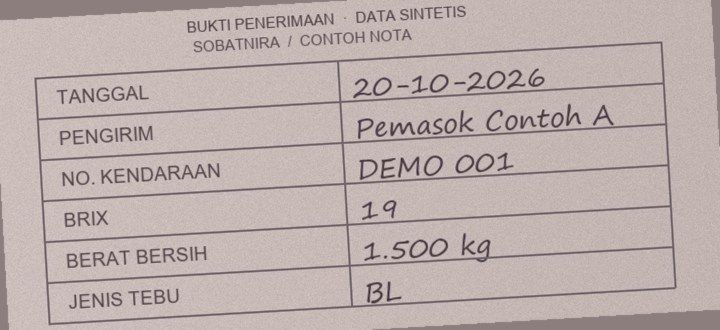 BUKTI PENERIMAAN · DATA SINTETIS
SOBATNIRA / CONTOH NOTA
TANGGAL 20-10-2026
PENGIRIM Pemasok Contoh A
NO. KENDARAAN DEMO 001
BRIX 19
BERAT BERSIH 1.500 kg
JENIS TEBU BL